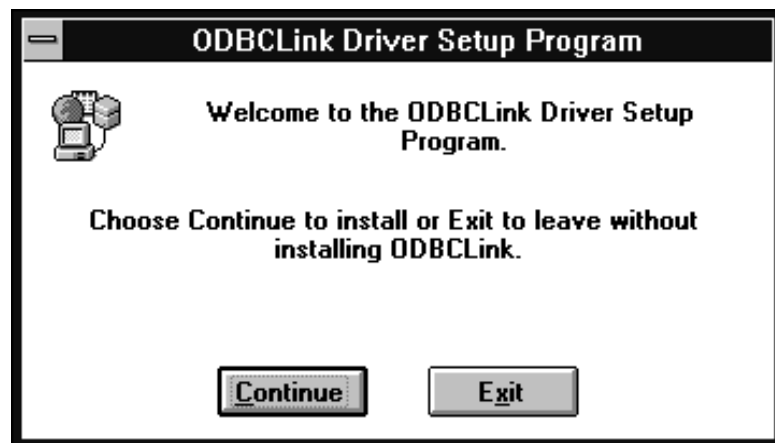 ODBCLink Driver Setup Program
Welcome to the ODBCLink Driver Setup
Program.
Choose Continue to install or Exit to leave without
installing ODBCLink.
Continue
Exit